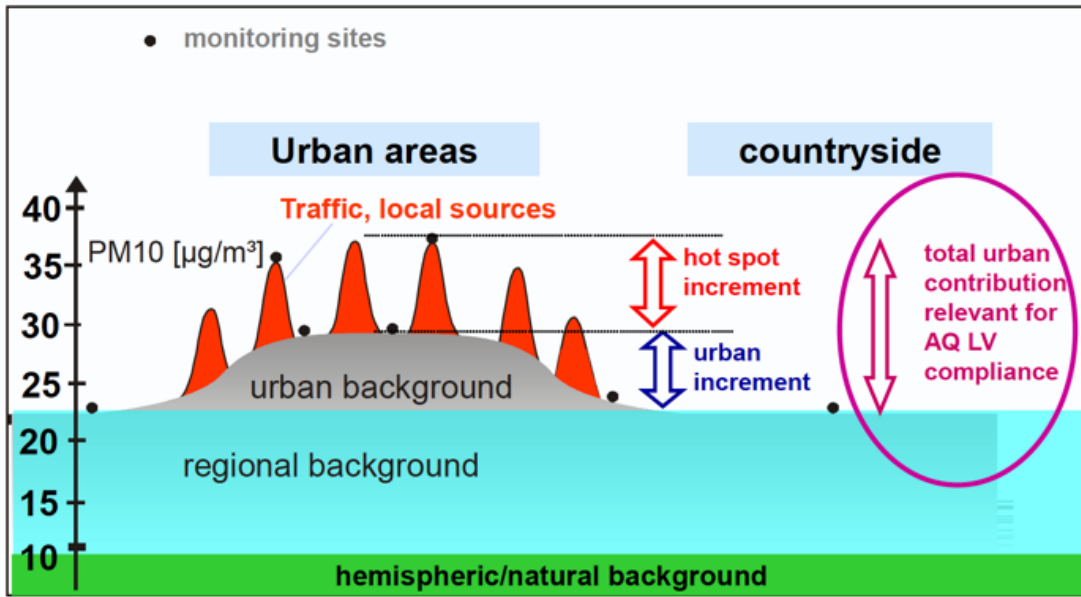 monitoring sites
Urban areas
countryside
40
35
30
25
20
15
10
PM10 [µg/m³]
Traffic, local sources
hot spot
increment
urban
increment
total urban
contribution
relevant for
AQ LV
compliance
urban background
regional background
hemispheric/natural background